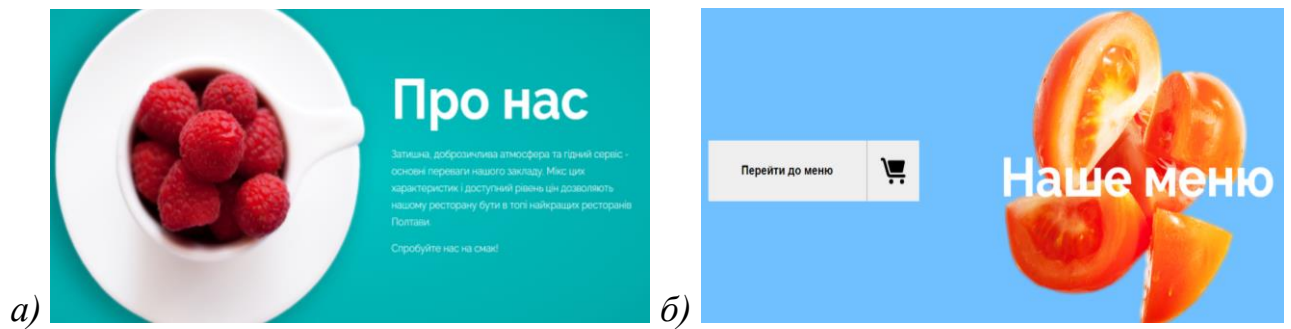 Про нас
Затишна, доброзичлива атмосфера та гідний сервіс -
основні переваги нашого закладу. Мікс цих
характеристик і доступний рівень цін дозволяють
нашому ресторану бути в топі найкращих ресторанів
Полтави.
Спробуйте нас на смак!
а)
Перейти до меню
Наше меню
б)